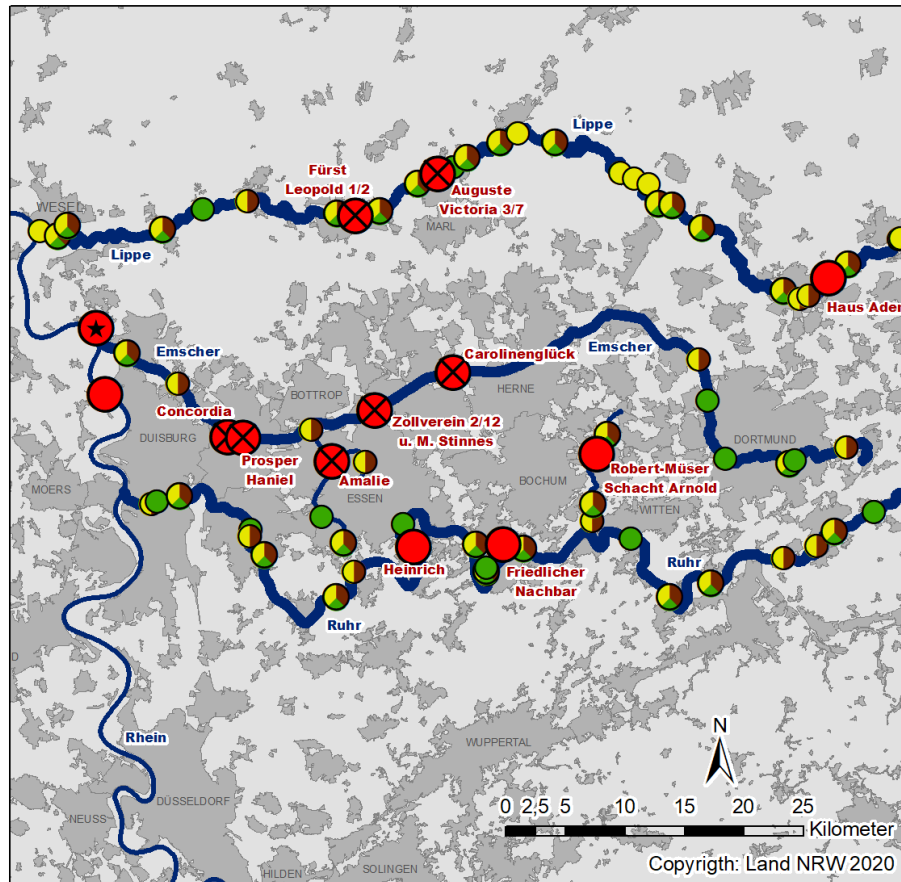 Lippe
Fürst
Leopold 1/2
Auguste
Victoria 3/7
MARL
WESEL
Lippe
Haus Aden
Emscher
Carolinenglück
Emscher
BOTTROP
HERNE
Concordia
Zollverein 2/12
u. M. Stinnes
DUISBURG
DORTMUND
Prosper
Haniel
Amalie
Robert-Müser
Schacht Arnold
MOERS
ESSEN
BOCHUM
WITTEN
Heinrich
Friedlicher
Nachbar
Ruhr
Ruhr
D
Rhein
WUPPERTAL
N
DÜSSELDORF
NEUSS
0 2,5 5 10 15 20 25
Kilometer
Copyrigth: Land NRW 2020
HILDEN
SOLINGEN